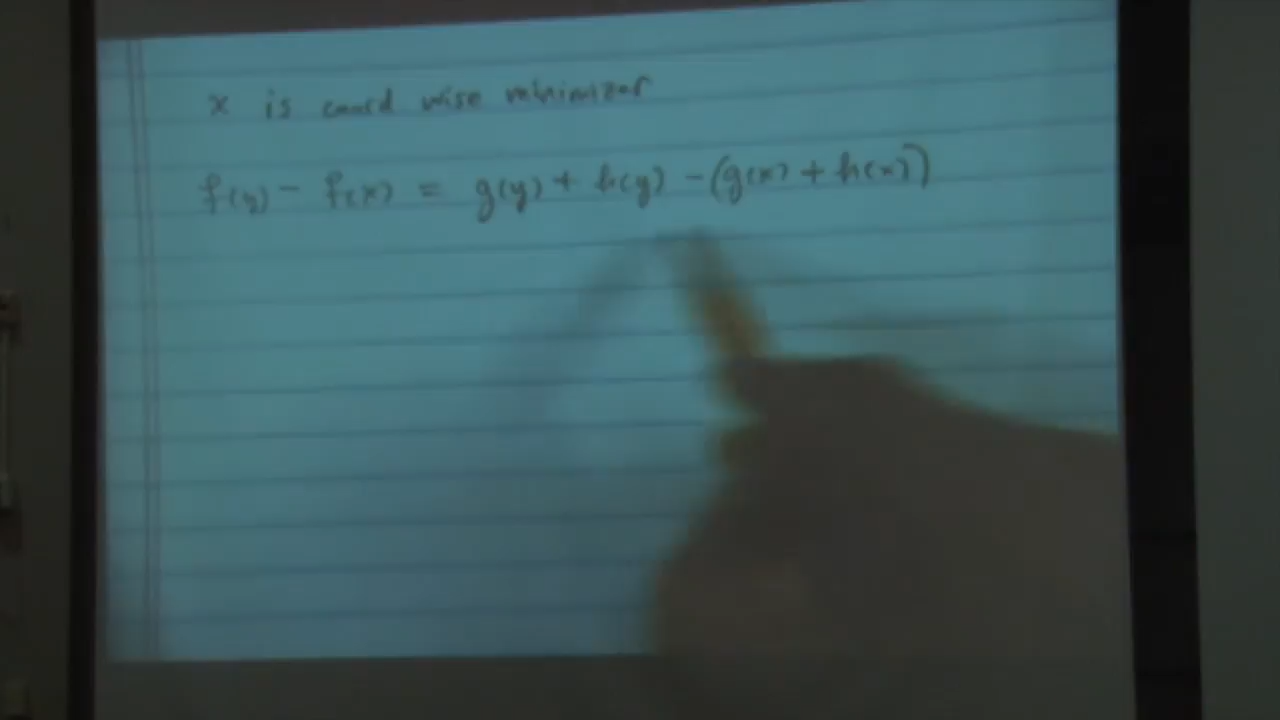 x is coord wise minimizer
f(y) - f(x) = g(y) + h(y) - (g(x) + h(x))